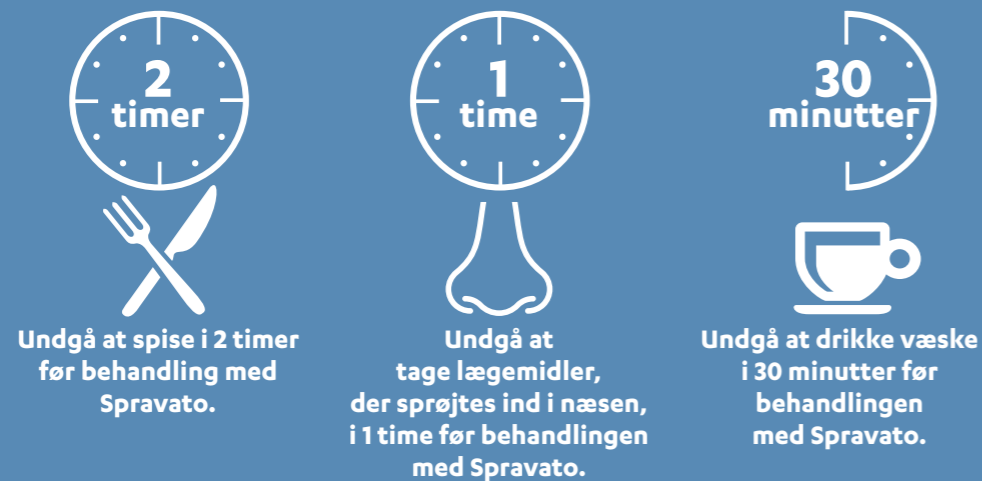 2
timer
Undgå at spise i 2 timer
før behandling med
Spravato.
1
time
Undgå at
tage lægemidler,
der sprøjtes ind i næsen,
i 1 time før behandlingen
med Spravato.
30
minutter
Undgå at drikke væske
i 30 minutter før
behandlingen
med Spravato.